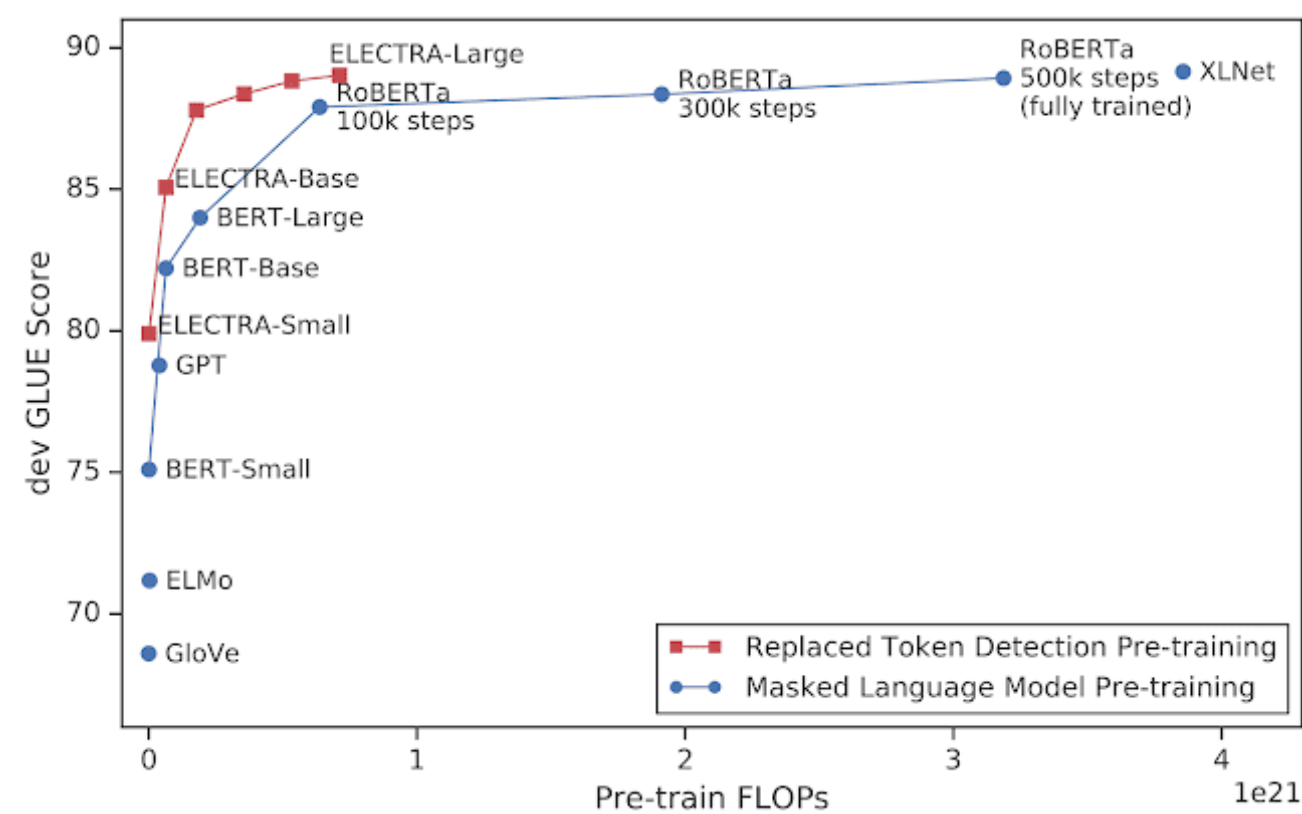 90
85
80
75
70
dev GLUE Score
ELECTRA-Large
RoBERTa
100k steps
RoBERTa
300k steps
RoBERTa
500k steps
(fully trained)
XLNet
ELECTRA-Base
BERT-Large
BERT-Base
ELECTRA-Small
GPT
BERT-Small
ELMo
GloVe
Replaced Token Detection Pre-training
Masked Language Model Pre-training
0
1
2
3
4
1e21
Pre-train FLOPs